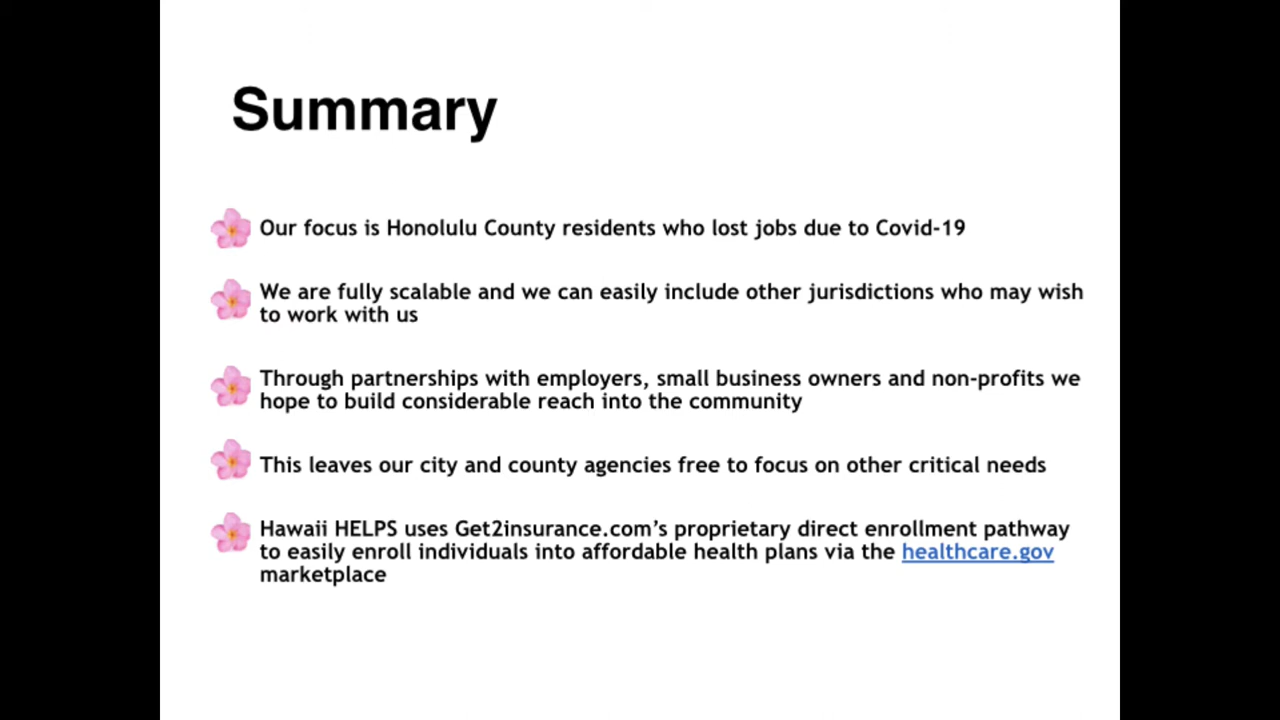 Summary
Our focus is Honolulu County residents who lost jobs due to Covid-19
We are fully scalable and we can easily include other jurisdictions who may wish
to work with us
Through partnerships with employers, small business owners and non-profits we
hope to build considerable reach into the community
This leaves our city and county agencies free to focus on other critical needs
Hawaii HELPS uses Get2insurance.com’s proprietary direct enrollment pathway
to easily enroll individuals into affordable health plans via the healthcare.gov
marketplace